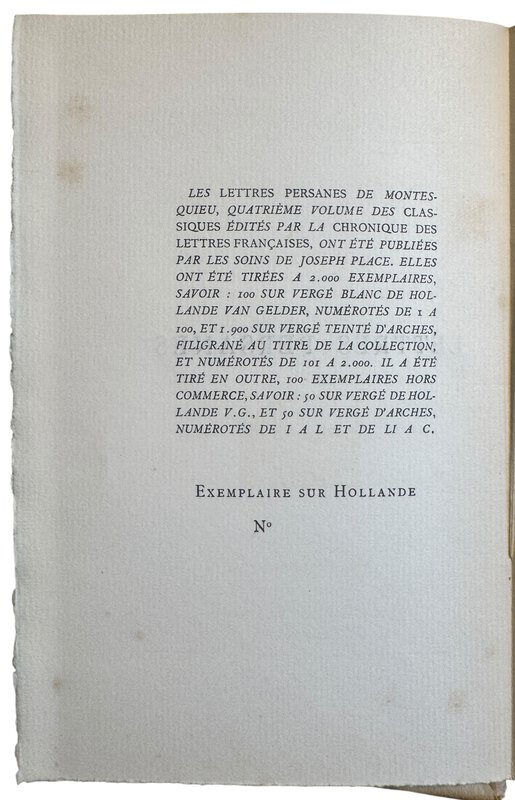 LES LETTRES PERSANES DE MONTES-
QUIEU, QUATRIÈME VOLUME DES CLAS-
SIQUES ÉDITÉS PAR LA CHRONIQUE DES
LETTRES FRANÇAISES, ONT ÉTÉ PUBLIÉES
PAR LES SOINS DE JOSEPH PLACE. ELLES
ONT ÉTÉ TIRÉES A 2.000 EXEMPLAIRES,
SAVOIR : 100 SUR VERGÉ BLANC DE HOL-
LANDE VAN GELDER, NUMÉROTÉS DE 1 A
100, ET 1.900 SUR VERGÉ TEINTÉ D'ARCHES,
FILIGRANÉ AU TITRE DE LA COLLECTION,
ET NUMÉROTÉS DE 101 A 2.000. IL A ÉTÉ
TIRÉ EN OUTRE, 100 EXEMPLAIRES HORS
COMMERCE, SAVOIR : 50 SUR VERGÉ DE HOL-
LANDE V.G., ET 50 SUR VERGÉ D'ARCHES,
NUMÉROTÉS DE I A L ET DE LI A C.
EXEMPLAIRE SUR HOLLANDE
Nº